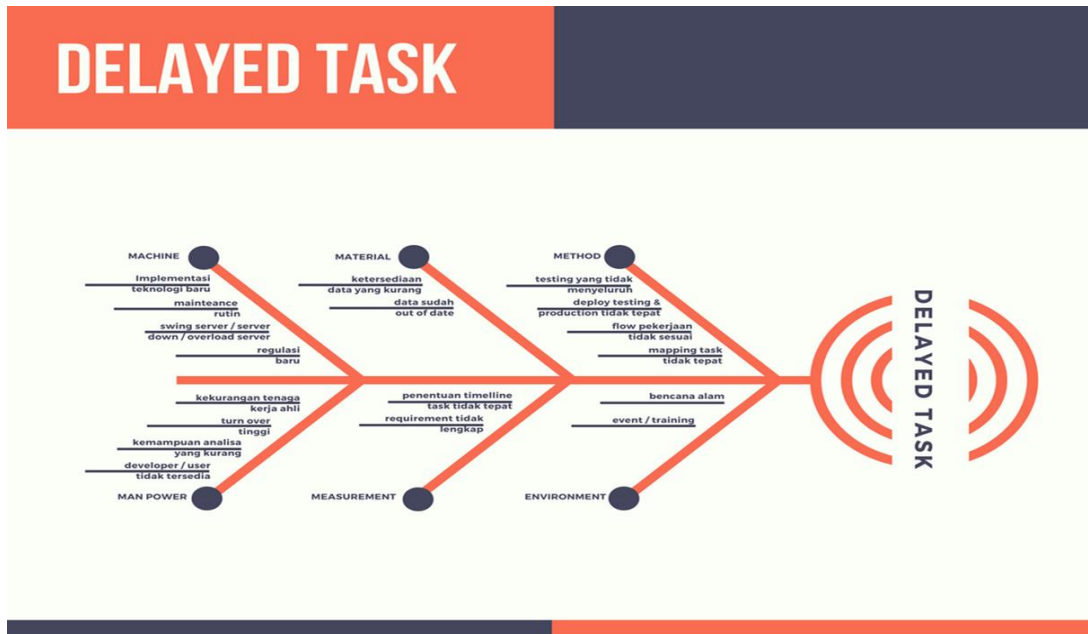 DELAYED TASK
MACHINE
Implementasi
teknologi baru
mainteance
rutin
swing server / server
down / overload server
regulasi
baru
MATERIAL
ketersediaan
data yang kurang
data sudah
out of date
METHOD
testing yang tidak
menyeluruh
deploy testing &
production tidak tepat
flow pekerjaan
tidak sesuai
mapping task
tidak tepat
kekurangan tenaga
kerja ahli
turn over
tinggi
kemampuan analisa
yang kurang
developer / user
tidak tersedia
MAN POWER
penentuan timelline
task tidak tepat
requirement tidak
lengkap
MEASUREMENT
bencana alam
event / training
ENVIRONMENT
DELAYED TASK